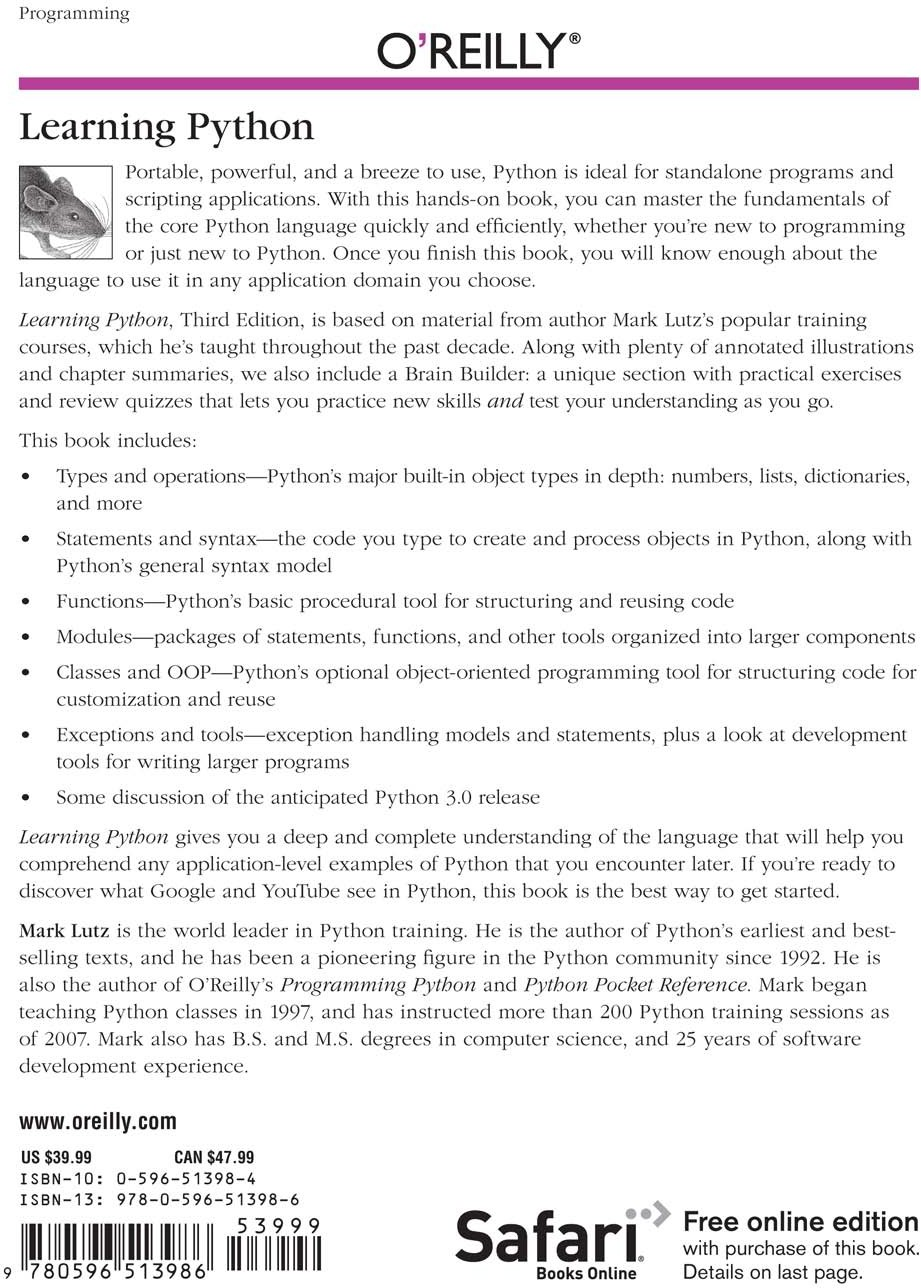 Programming
O'REILLY®
Learning Python
Portable, powerful, and a breeze to use, Python is ideal for standalone programs and
scripting applications. With this hands-on book, you can master the fundamentals of
the core Python language quickly and efficiently, whether you're new to programming
or just new to Python. Once you finish this book, you will know enough about the
language to use it in any application domain you choose.
Learning Python, Third Edition, is based on material from author Mark Lutz's popular training
courses, which he's taught throughout the past decade. Along with plenty of annotated illustrations
and chapter summaries, we also include a Brain Builder: a unique section with practical exercises
and review quizzes that lets you practice new skills and test your understanding as you go.
This book includes:
• Types and operations—Python's major built-in object types in depth: numbers, lists, dictionaries,
and more
• Statements and syntax—the code you type to create and process objects in Python, along with
Python's general syntax model
• Functions—Python's basic procedural tool for structuring and reusing code
• Modules—packages of statements, functions, and other tools organized into larger components
• Classes and OOP—Python's optional object-oriented programming tool for structuring code for
customization and reuse
• Exceptions and tools—exception handling models and statements, plus a look at development
tools for writing larger programs
• Some discussion of the anticipated Python 3.0 release
Learning Python gives you a deep and complete understanding of the language that will help you
comprehend any application-level examples of Python that you encounter later. If you're ready to
discover what Google and YouTube see in Python, this book is the best way to get started.
Mark Lutz is the world leader in Python training. He is the author of Python's earliest and best-
selling texts, and he has been a pioneering figure in the Python community since 1992. He is
also the author of O'Reilly's Programming Python and Python Pocket Reference. Mark began
teaching Python classes in 1997, and has instructed more than 200 Python training sessions as
of 2007. Mark also has B.S. and M.S. degrees in computer science, and 25 years of software
development experience.
www.oreilly.com
US $39.99 CAN $47.99
ISBN-10: 0-596-51398-4
ISBN-13: 978-0-596-51398-6
53999
9 780596 513986
Safari®
Books Online
Free online edition
with purchase of this book.
Details on last page.